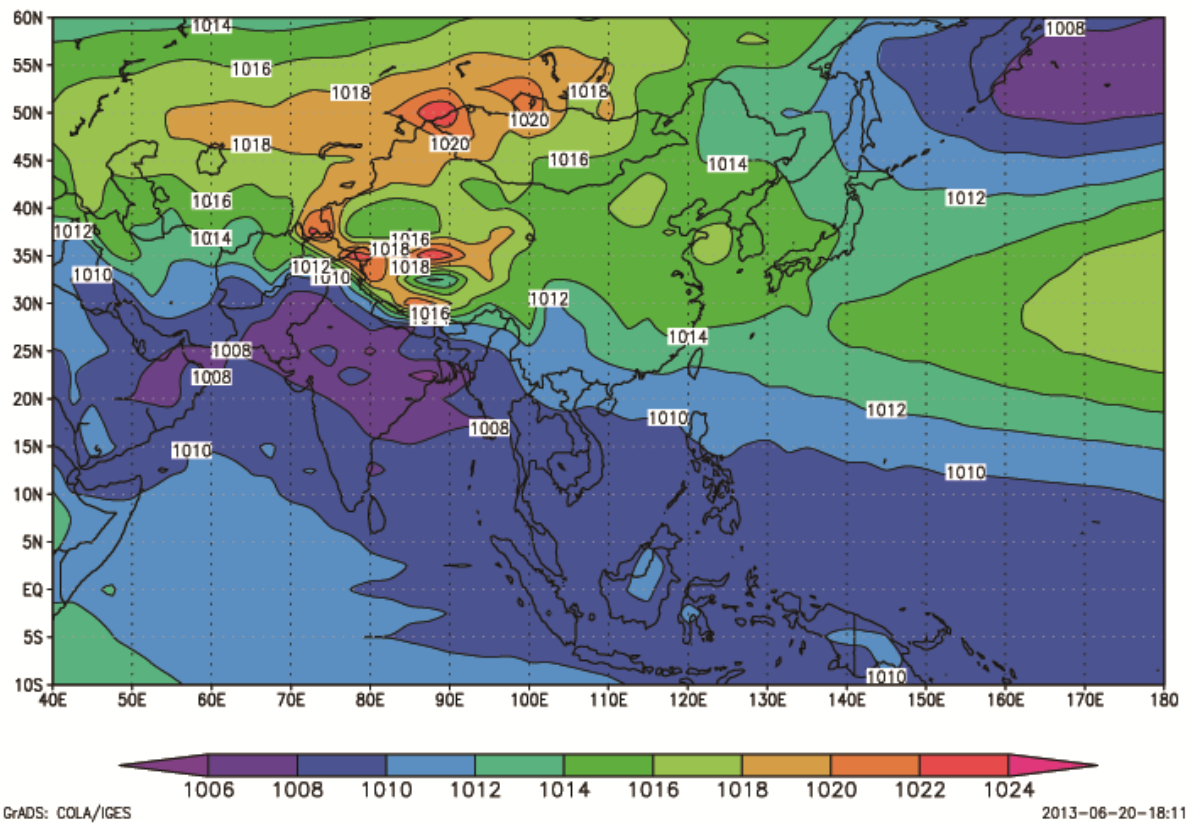 60N 1014 1008
55N 1016
50N 1018 1018 1020
45N 1018 1020 1016 1014
40N 1016 1012
35N 1012 1014 1016 1018
1010 1012 1010 1018
30N 1016 1012
25N 1008 1014
20N 1008 1010 1012
15N 1010 1008 1010
10N
5N
EQ
5S
10S 1010
40E 50E 60E 70E 80E 90E 100E 110E 120E 130E 140E 150E 160E 170E 180
1006 1008 1010 1012 1014 1016 1018 1020 1022 1024
GrADS: COLA/IGES 2013-06-20-18:11